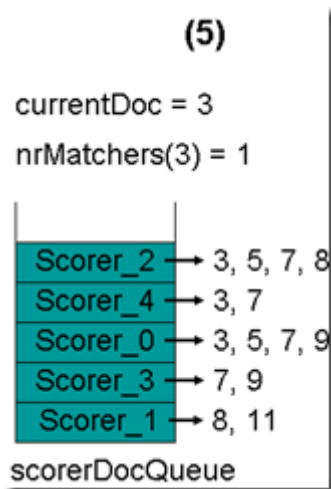 (5)
currentDoc = 3
nrMatchers(3) = 1
Scorer_2 → 3, 5, 7, 8
Scorer_4 → 3, 7
Scorer_0 → 3, 5, 7, 9
Scorer_3 → 7, 9
Scorer_1 → 8, 11
scorerDocQueue